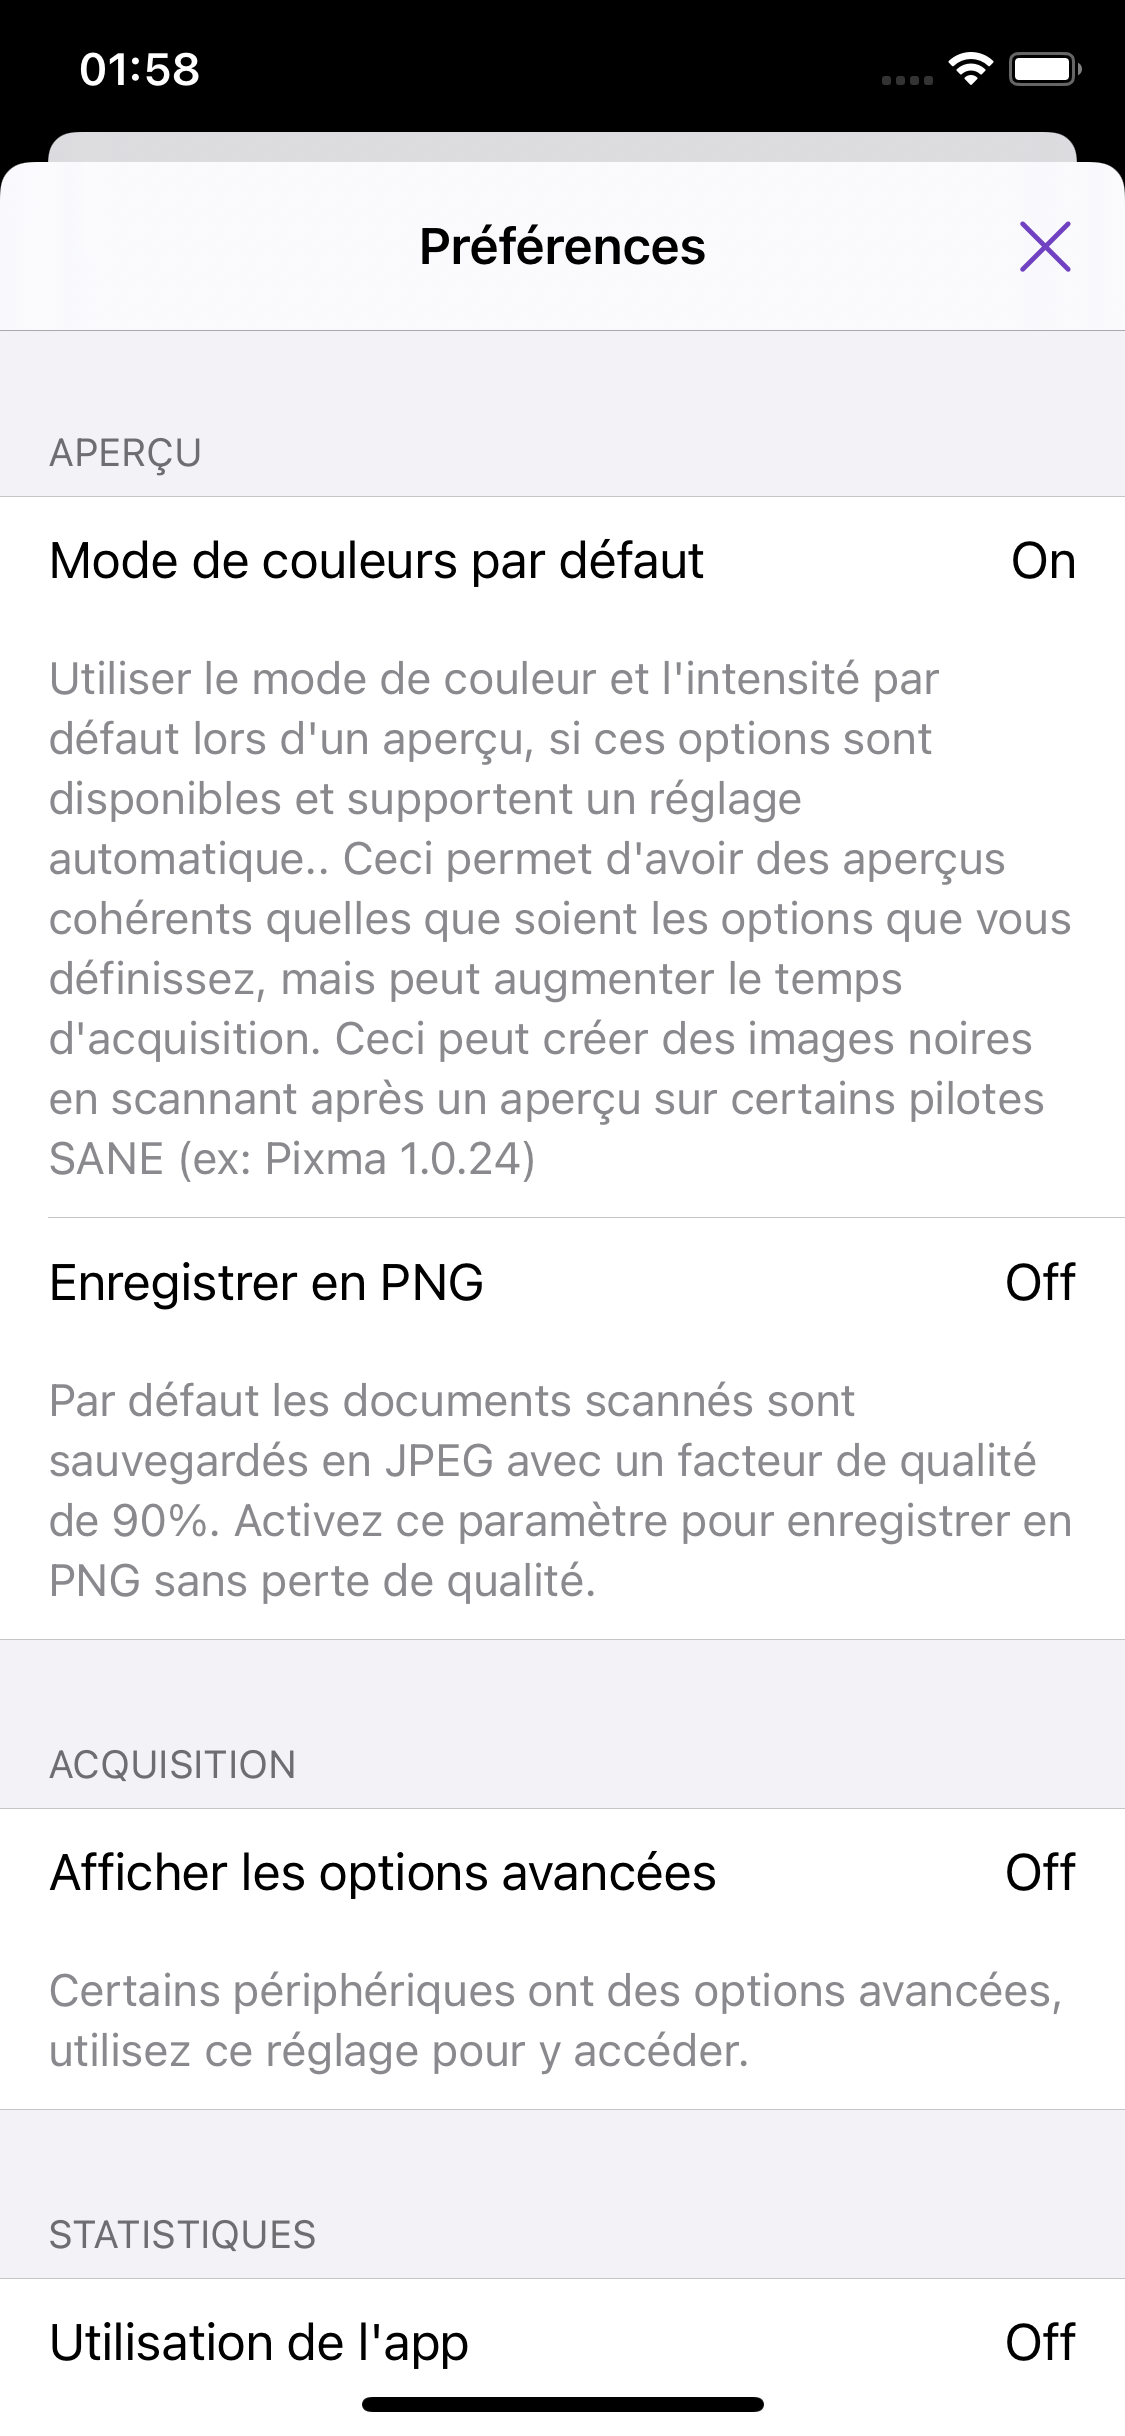 01:58
Préférences
APERÇU
Mode de couleurs par défaut On
Utiliser le mode de couleur et l'intensité par
défaut lors d'un aperçu, si ces options sont
disponibles et supportent un réglage
automatique.. Ceci permet d'avoir des aperçus
cohérents quelles que soient les options que vous
définissez, mais peut augmenter le temps
d'acquisition. Ceci peut créer des images noires
en scannant après un aperçu sur certains pilotes
SANE (ex: Pixma 1.0.24)
Enregistrer en PNG Off
Par défaut les documents scannés sont
sauvegardés en JPEG avec un facteur de qualité
de 90%. Activez ce paramètre pour enregistrer en
PNG sans perte de qualité.
ACQUISITION
Afficher les options avancées Off
Certains périphériques ont des options avancées,
utilisez ce réglage pour y accéder.
STATISTIQUES
Utilisation de l'app Off